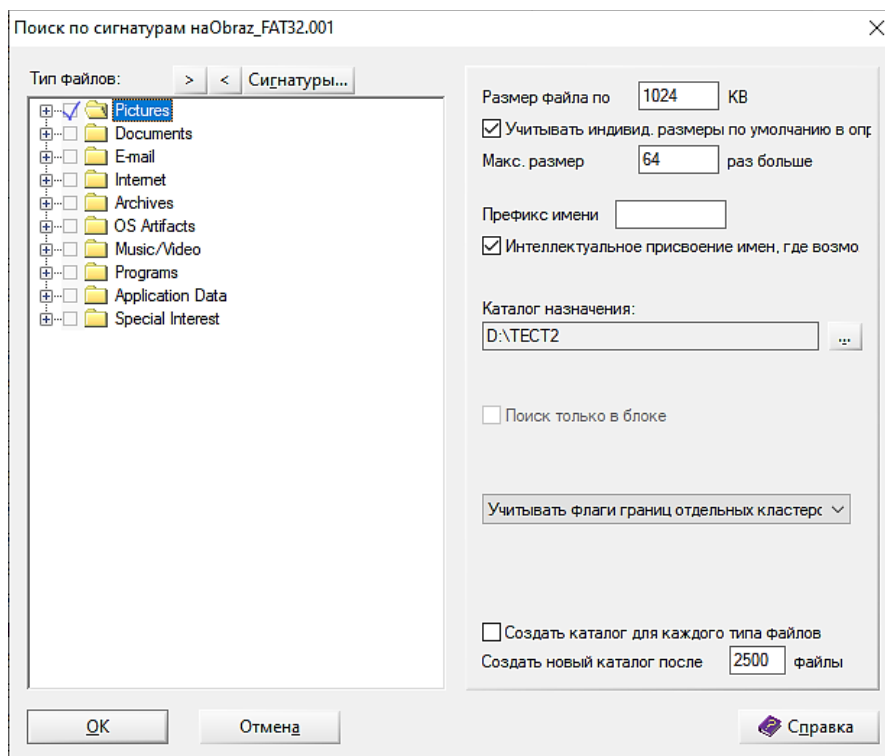 Поиск по сигнатурам наObraz_FAT32.001
Тип файлов:
>
<
Сигнатуры...
Pictures
Documents
E-mail
Internet
Archives
OS Artifacts
Music/Video
Programs
Application Data
Special Interest
Размер файла по 1024 KB
Учитывать индивид. размеры по умолчанию в опр
Макс. размер 64 раз больше
Префикс имени
Интеллектуальное присвоение имен, где возмо
Каталог назначения:
D:\ТЕСТ2
...
Поиск только в блоке
Учитывать флаги границ отдельных кластерс
Создать каталог для каждого типа файлов
Создать новый каталог после 2500 файлы
OK
Отмена
Справка